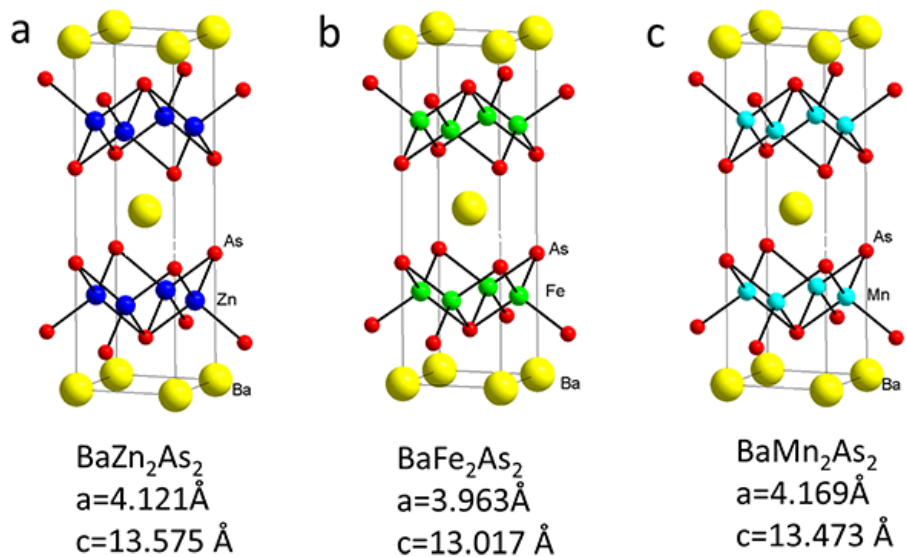 a
b
c
As
As
As
Zn
Fe
Mn
Ba
Ba
Ba
BaZn₂As₂
a=4.121Å
c=13.575 Å
BaFe₂As₂
a=3.963Å
c=13.017 Å
BaMn₂As₂
a=4.169Å
c=13.473 Å